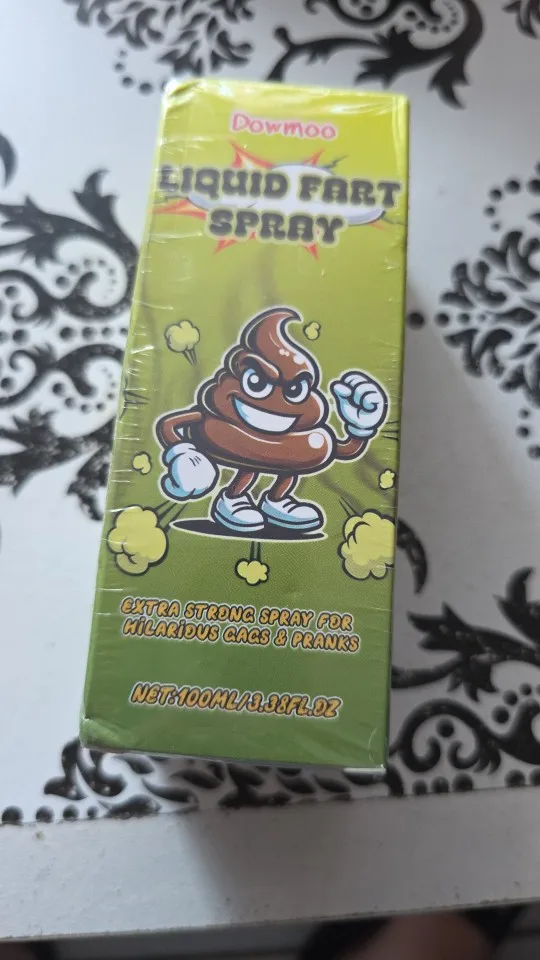 Dowmoo
LIQUID FART
SPRAY
EXTRA STRONG SPRAY FOR
HILARIOUS GAGS & PRANKS
NET:100ML/3.38FL.OZ